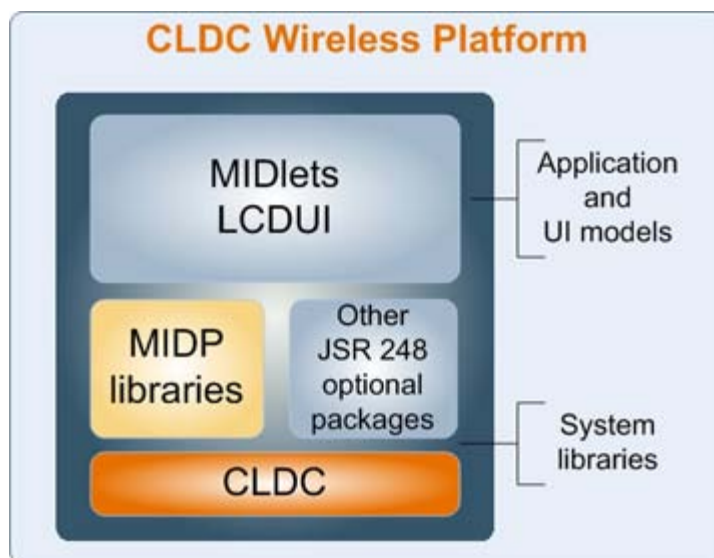 CLDC Wireless Platform
MIDlets
LCDUI
Application
and
UI models
MIDP
libraries
Other
JSR 248
optional
packages
System
libraries
CLDC